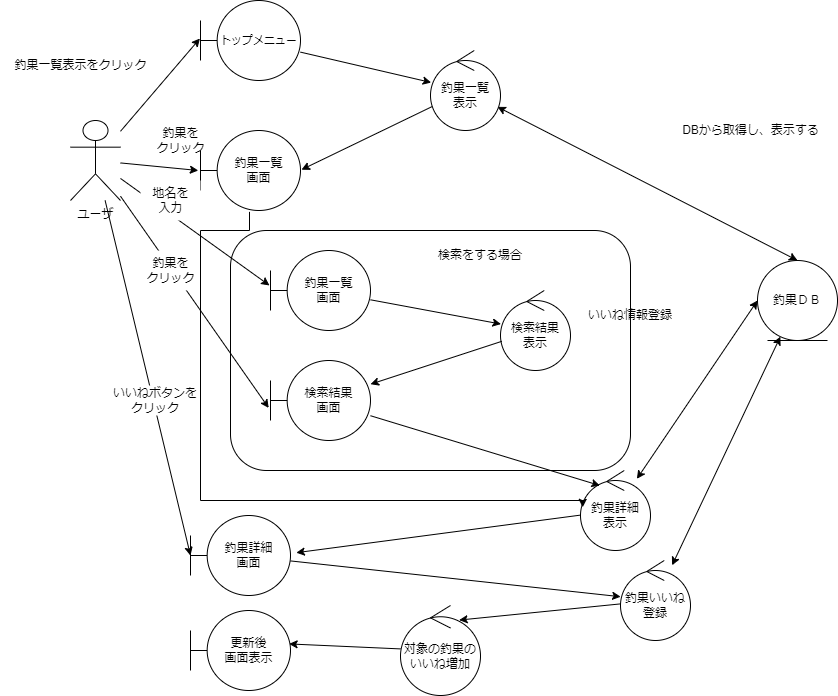 トップメニュー
釣果一覧表示をクリック
釣果一覧
表示
DBから取得し、表示する
釣果を
クリック
釣果一覧
画面
地名を
入力
ユーザ
検索をする場合
釣果を
クリック
釣果一覧
画面
釣果ＤＢ
いいね情報登録
検索結果
表示
いいねボタンを
クリック
検索結果
画面
釣果詳細
表示
釣果詳細
画面
釣果いいね
登録
更新後
画面表示
対象の釣果の
いいね増加